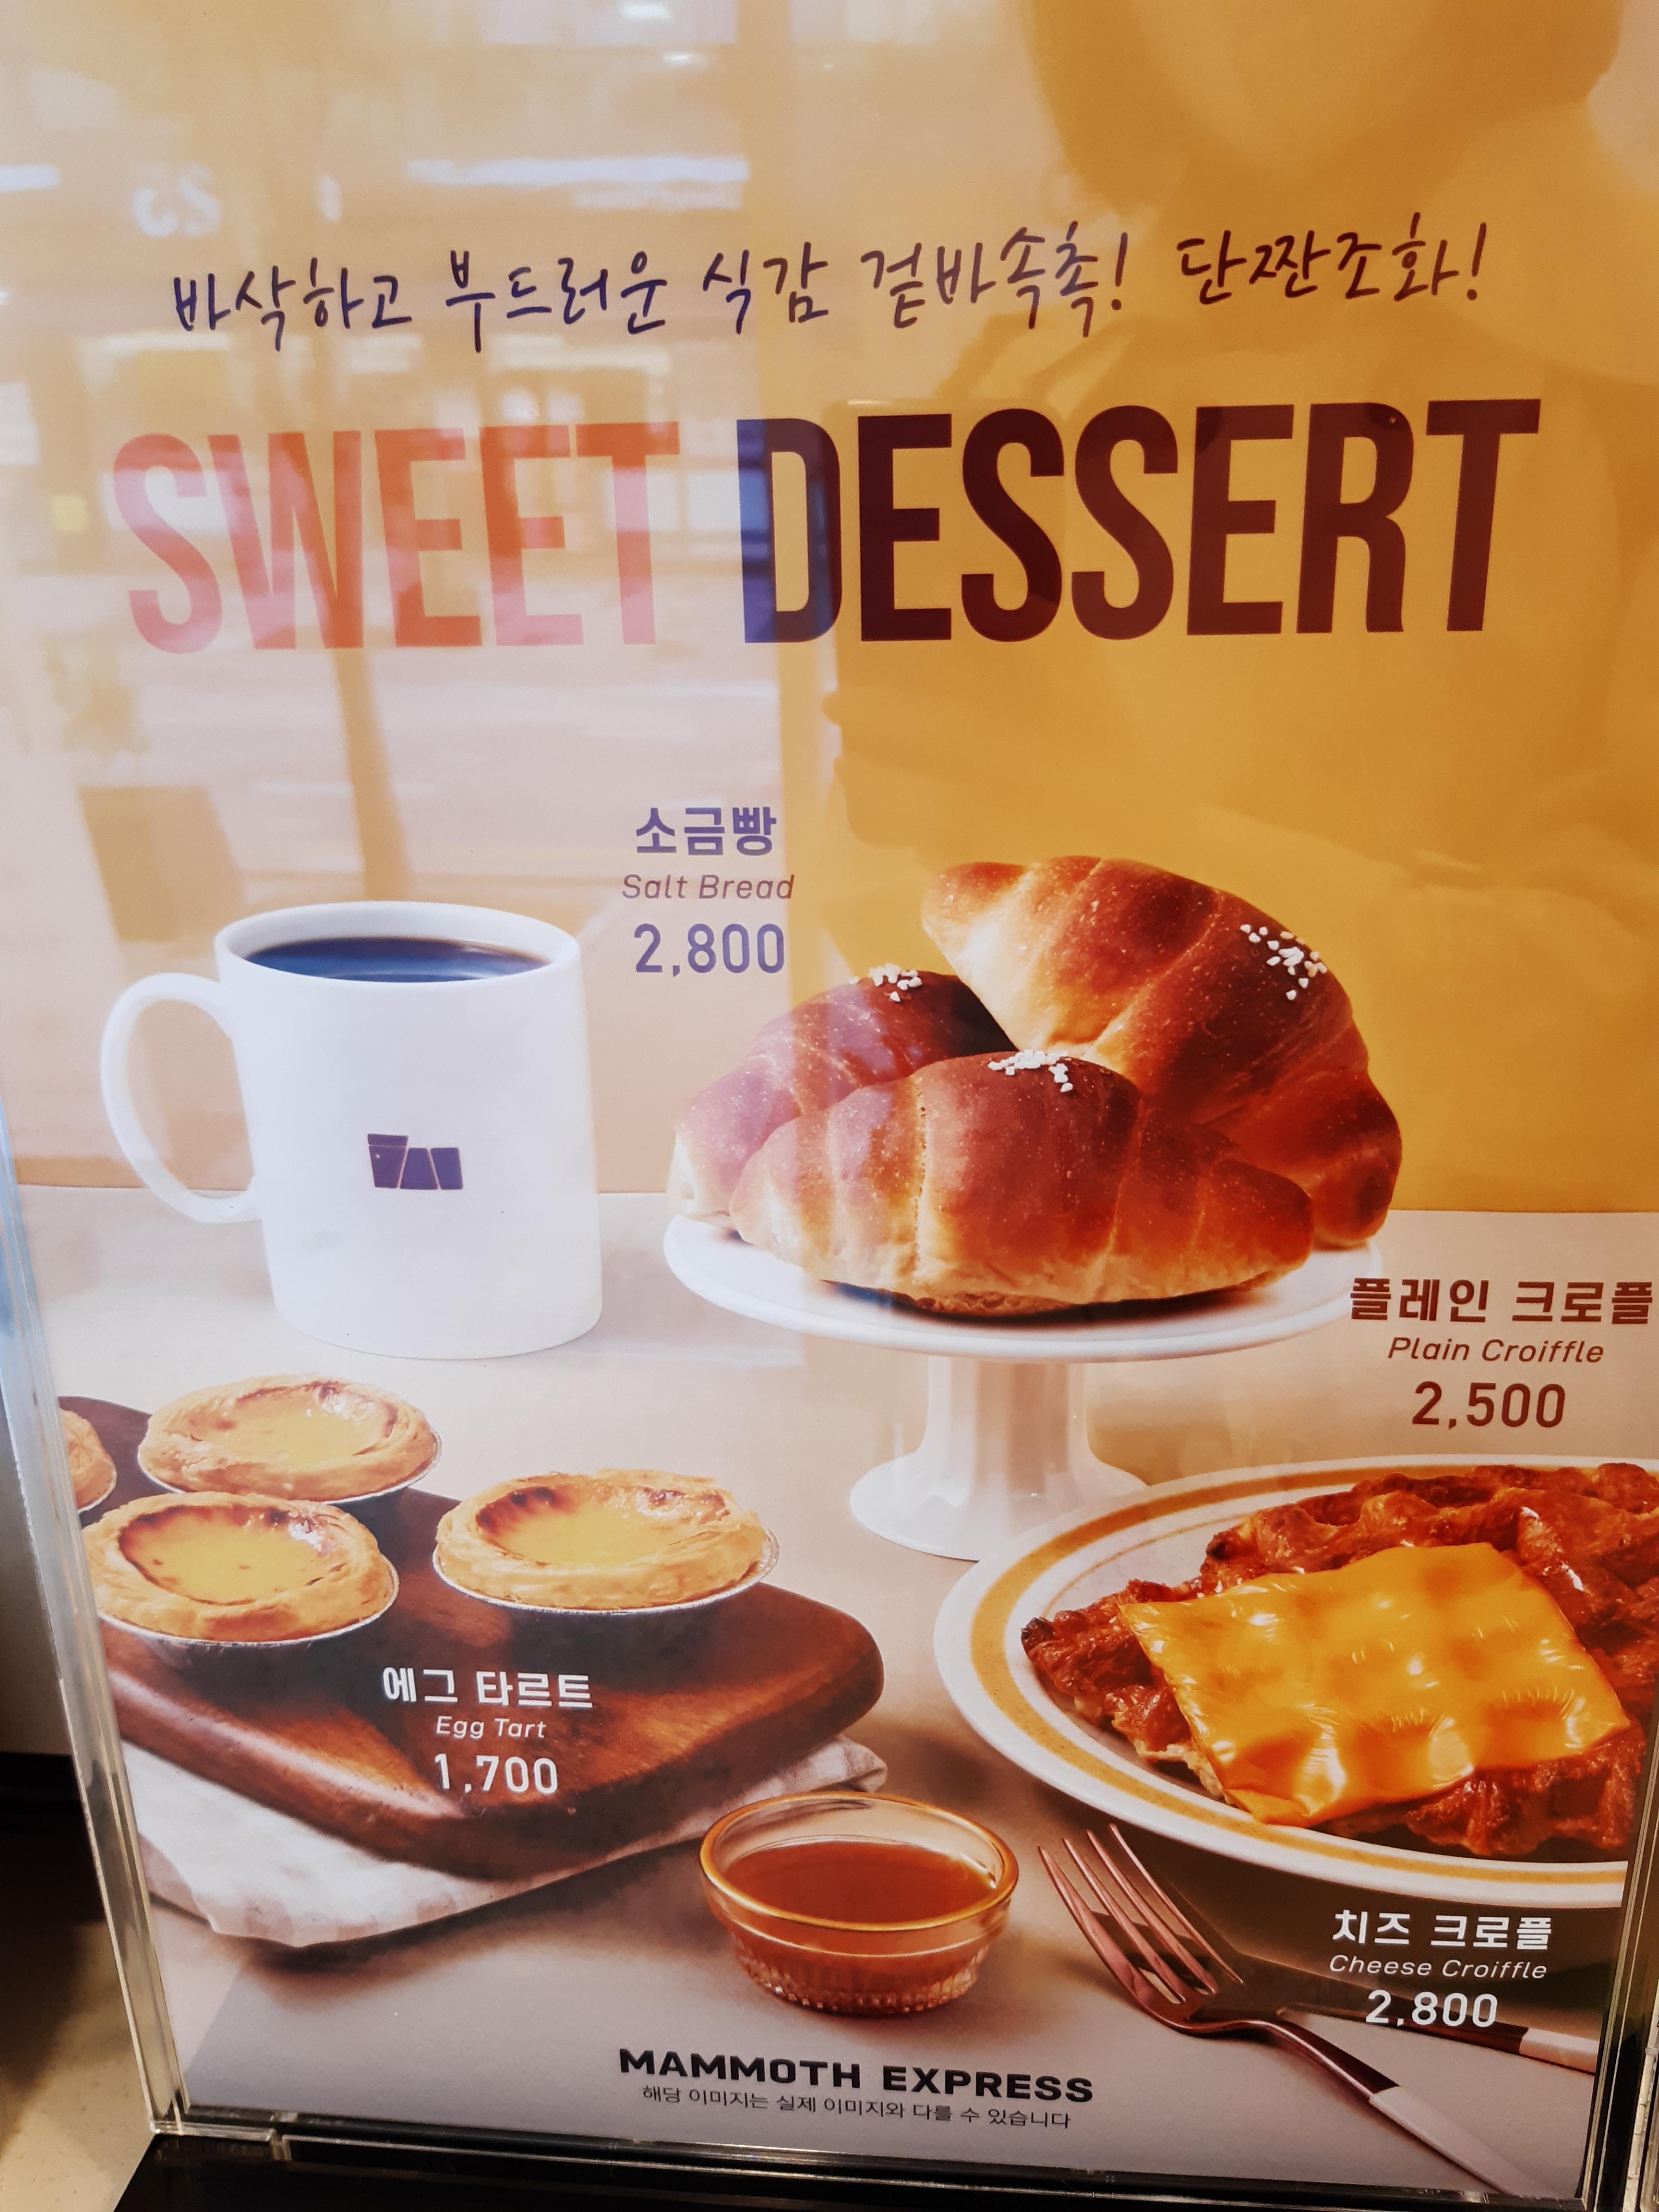 바삭하고 부드러운 식감 겉바속촉! 단짠조화!
SWEET DESSERT
소금빵
Salt Bread
2,800
플레인 크로플
Plain Croiffle
2,500
에그 타르트
Egg Tart
1,700
치즈 크로플
Cheese Croiffle
2,800
MAMMOTH EXPRESS
해당 이미지는 실제 이미지와 다를 수 있습니다